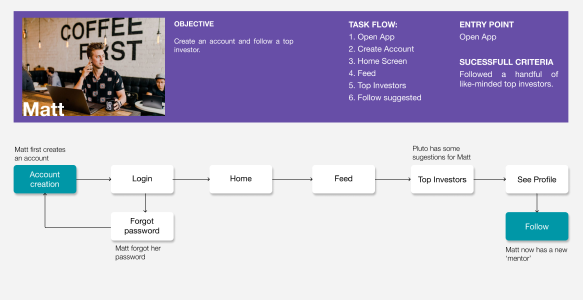 COFFEE
FIRST
Matt
OBJECTIVE
Create an account and follow a top
investor.
TASK FLOW:
1. Open App
2. Create Account
3. Home Screen
4. Feed
5. Top Investors
6. Follow suggested
ENTRY POINT
Open App
SUCESSFULL CRITERIA
Followed a handful of
like-minded top investors.
Matt first creates
an account
Account
creation
Login
Home
Feed
Pluto has some
sugestions for Matt
Top Investors
See Profile
Forgot
password
Matt forgot her
password
Follow
Matt now has a new
'mentor'